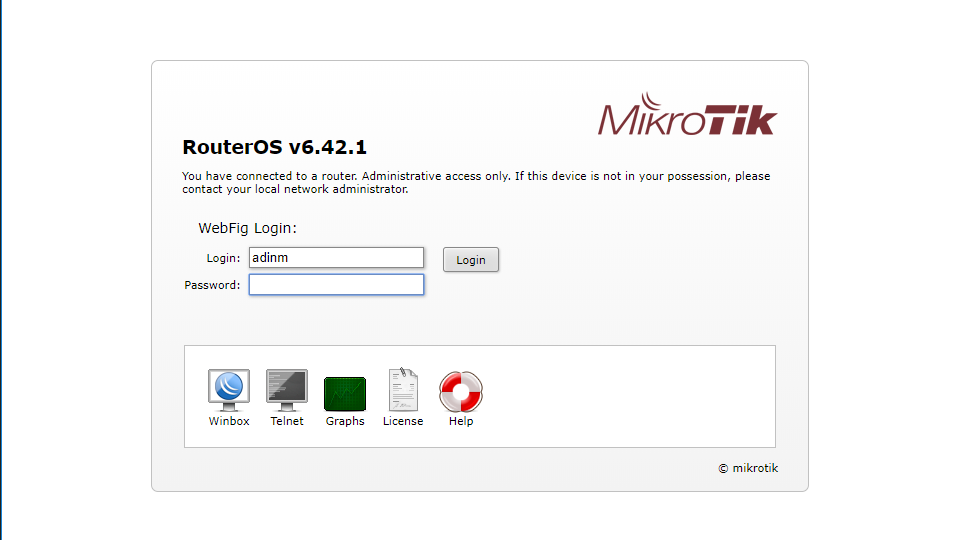 MikroTik
RouterOS v6.42.1
You have connected to a router. Administrative access only. If this device is not in your possession, please
contact your local network administrator.
WebFig Login:
Login: adinm Login
Password:
Winbox Telnet Graphs License Help
© mikrotik